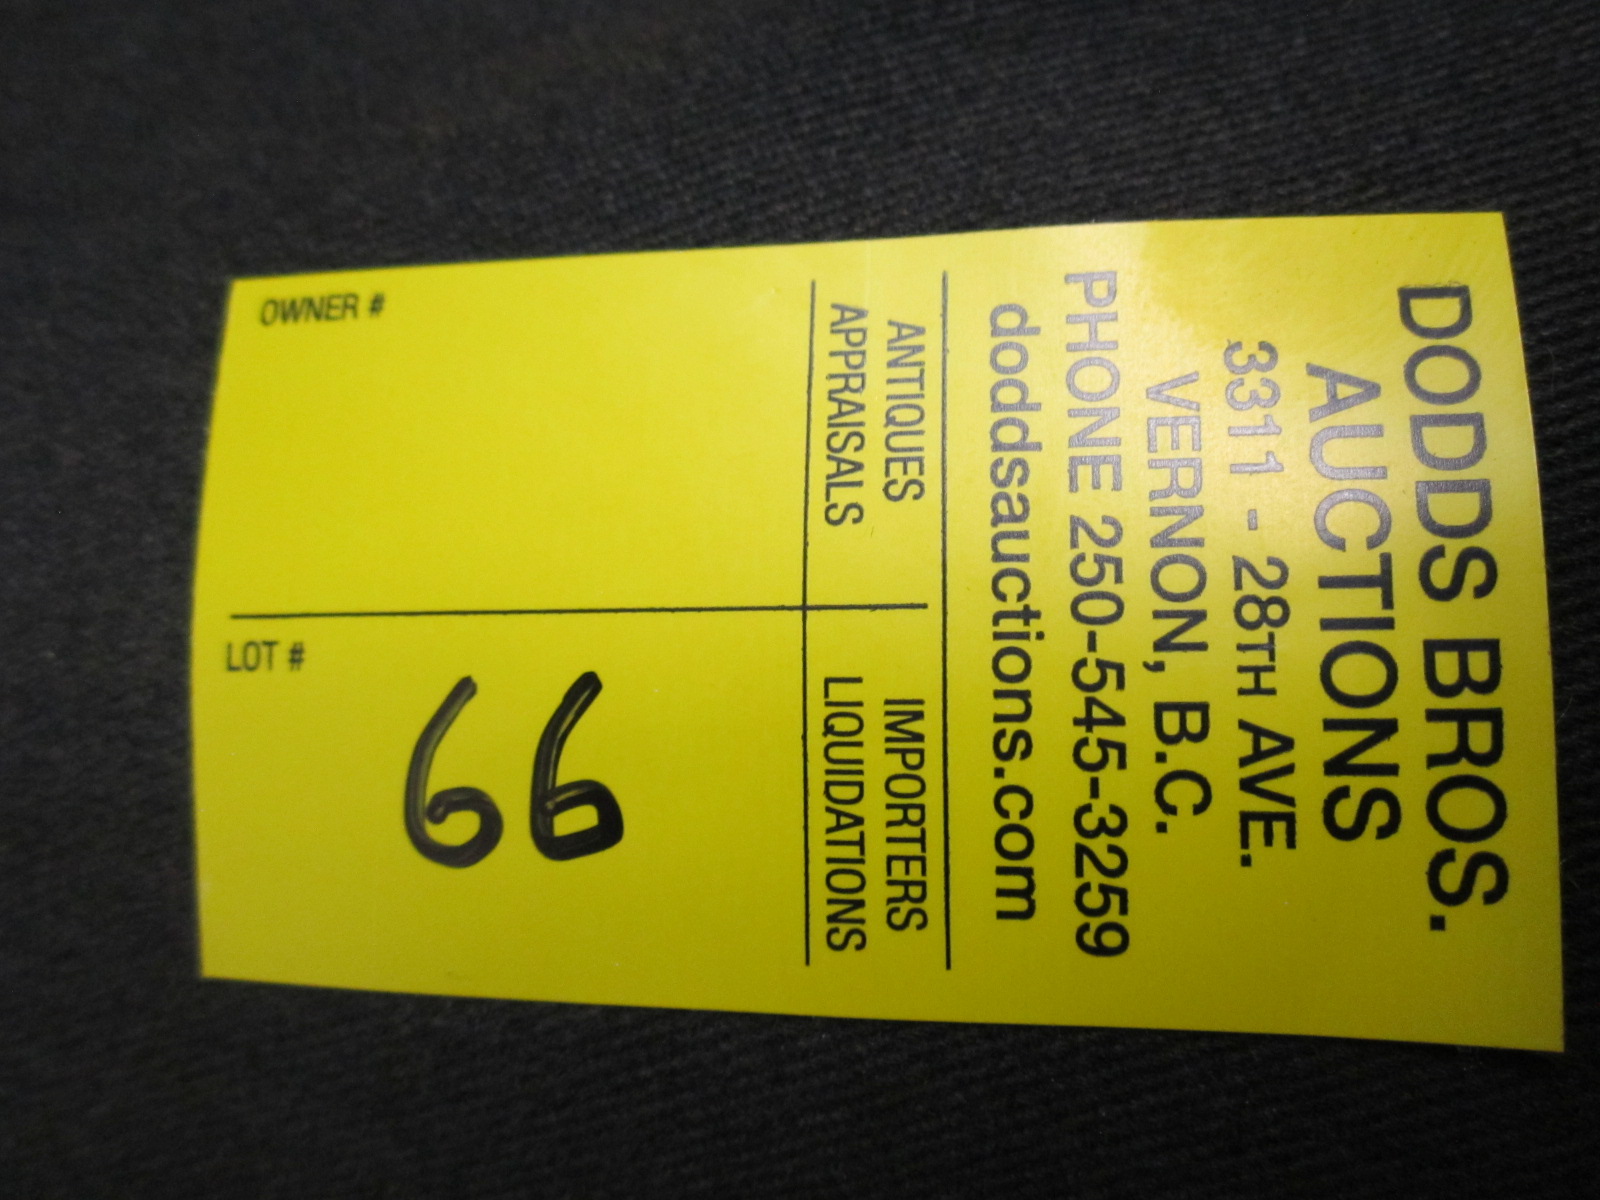 DODDS BROS.
AUCTIONS
3311 - 28TH AVE.
VERNON, B.C.
PHONE 250-545-3259
doddsauctions.com
ANTIQUES
APPRAISALS
IMPORTERS
LIQUIDATIONS
OWNER #
LOT #
66